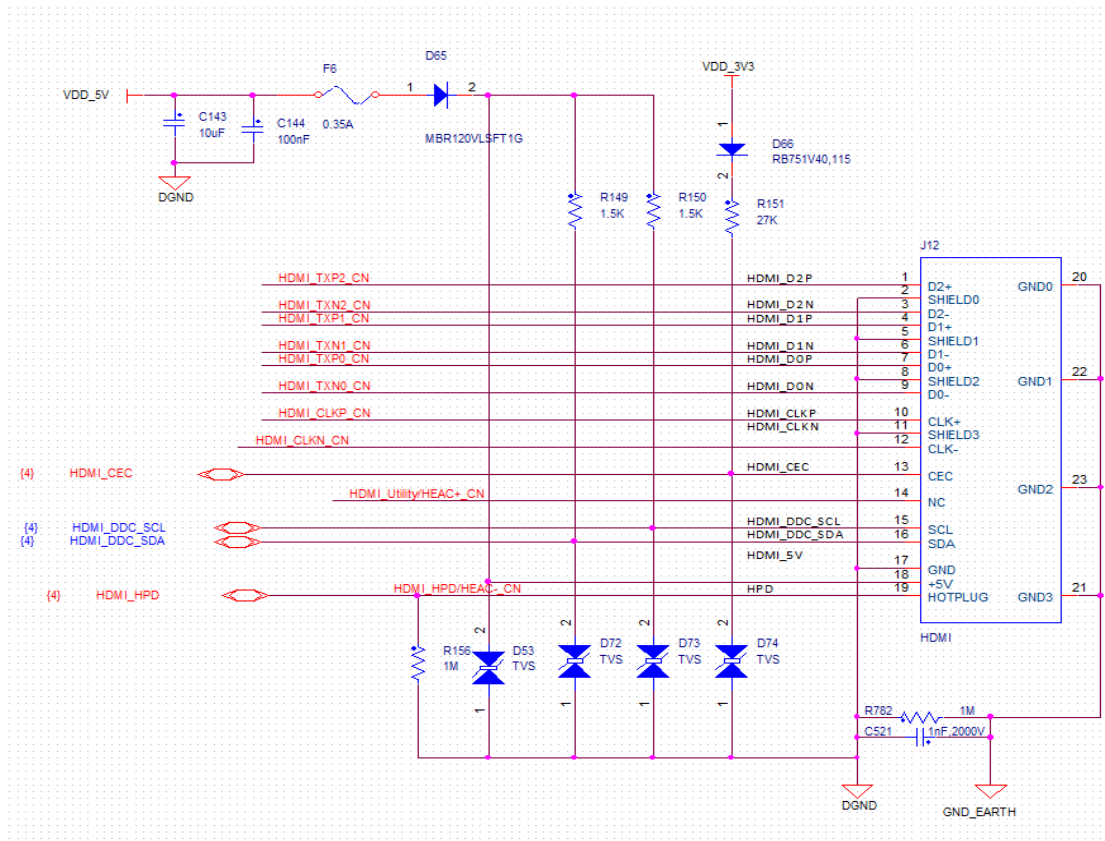 D65
F6
VDD_5V
1
2
C143
10uF
C144
100nF
0.35A
MBR120VLSFT1G
DGND
VDD_3V3
1
D66
RB751V40,115
2
R149
1.5K
R150
1.5K
R151
27K
J12
HDMI_TXP2_CN HDMI_D2P 1 D2+ GND0 20
2 SHIELD0
HDMI_TXN2_CN HDMI_D2N 3 D2-
HDMI_TXP1_CN HDMI_D1P 4 D1+
5 SHIELD1
HDMI_TXN1_CN HDMI_D1N 6 D1-
HDMI_TXP0_CN HDMI_D0P 7 D0+
8 SHIELD2 GND1 22
HDMI_TXN0_CN HDMI_D0N 9 D0-
HDMI_CLKP_CN HDMI_CLKP 10 CLK+
HDMI_CLKN 11 SHIELD3
HDMI_CLKN_CN 12 CLK-
{4} HDMI_CEC HDMI_CEC 13 CEC
HDMI_Utility/HEAC+_CN 14 NC GND2 23
{4} HDMI_DDC_SCL HDMI_DDC_SCL 15 SCL
{4} HDMI_DDC_SDA HDMI_DDC_SDA 16 SDA
HDMI_5V 17 GND
18 +5V
{4} HDMI_HPD HDMI_HPD/HEAC-_CN HPD 19 HOTPLUG GND3 21
HDMI
R156
1M
2
D53
TVS
1
2
D72
TVS
1
2
D73
TVS
1
2
D74
TVS
1
R782 1M
C521 1nF,2000V
DGND
GND_EARTH